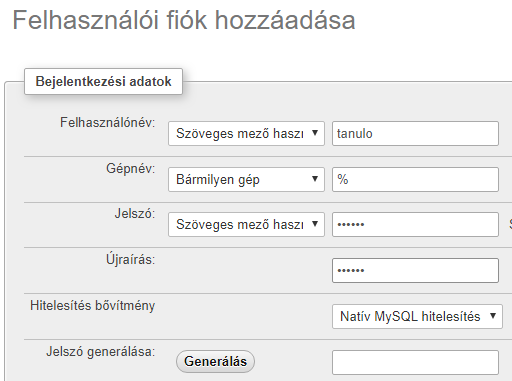 Felhasználói fiók hozzáadása
Bejelentkezési adatok
Felhasználónév: Szöveges mező haszı tanulo
Gépnév: Bármilyen gép %
Jelszó: Szöveges mező haszı ••••••
Újraírás: ••••••
Hitelesítés bővítmény Natív MySQL hitelesítés
Jelszó generálása: Generálás